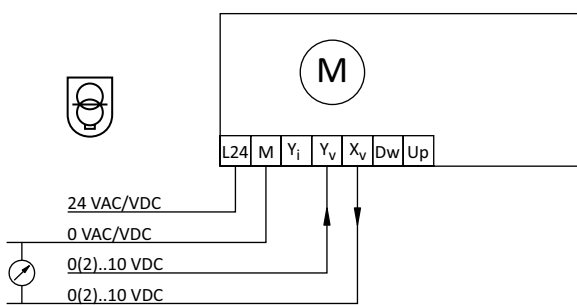 M
L24 M Yi Yv Xv Dw Up
24 VAC/VDC
0 VAC/VDC
0(2)..10 VDC
0(2)..10 VDC